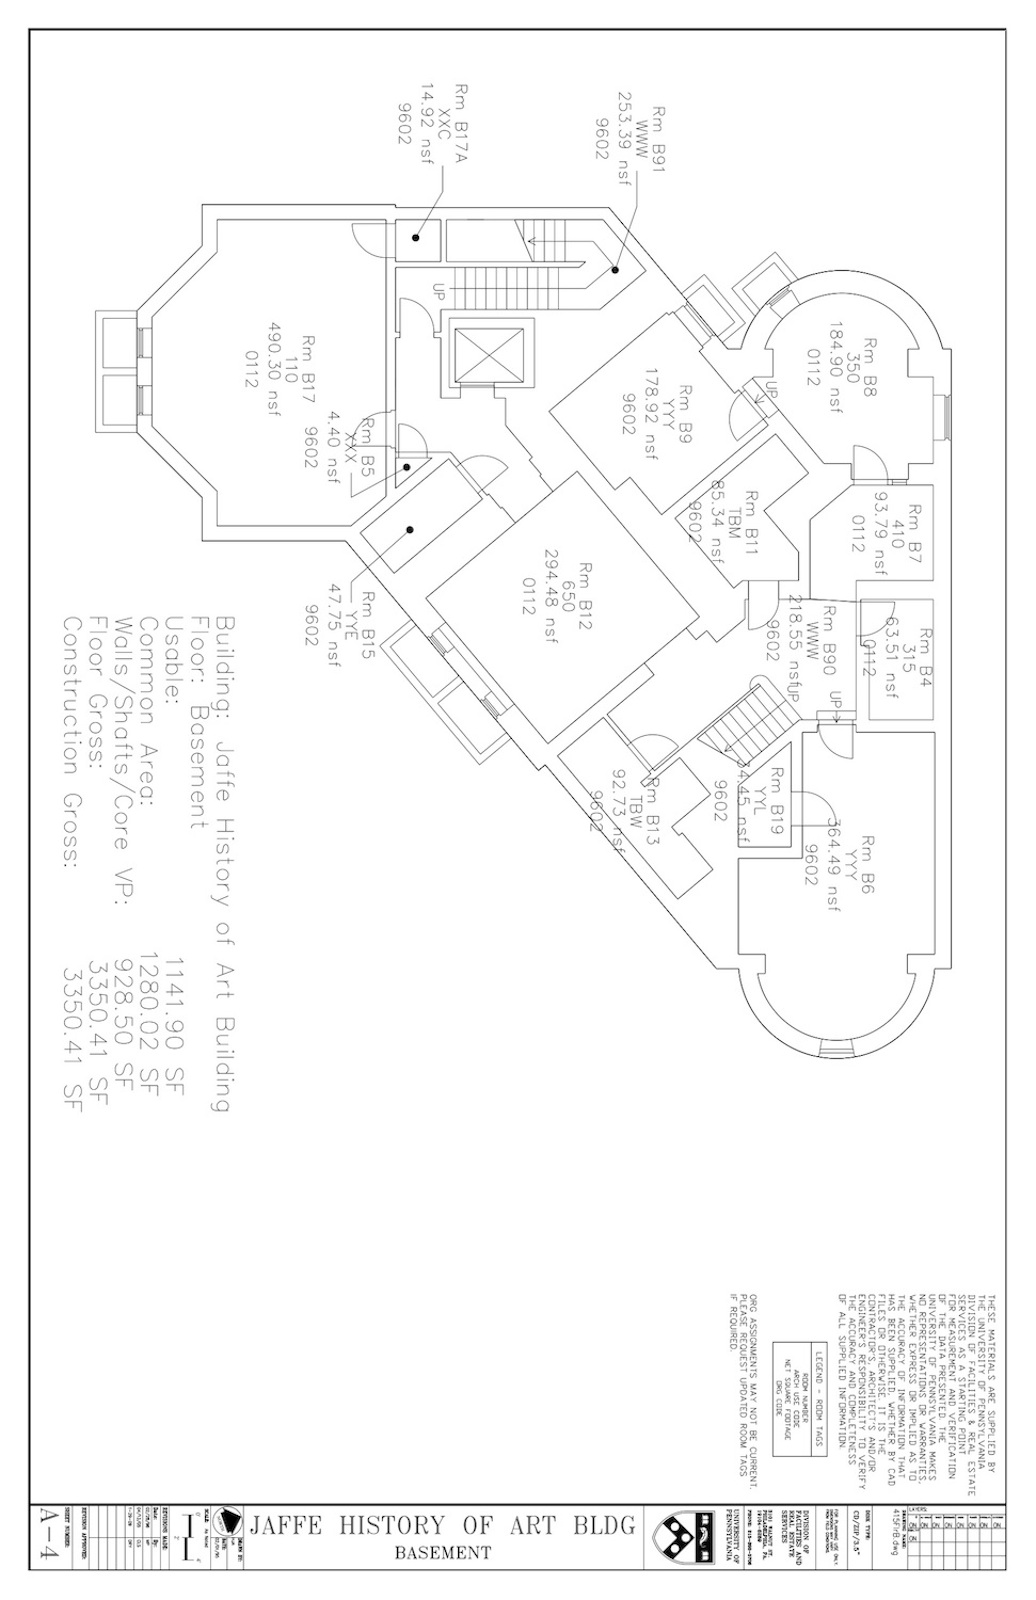 Rm B17A
XXC
14.92 nsf
9602
Rm B91
WWW
253.39 nsf
9602
UP
Rm B17
110
490.30 nsf
0112
Rm B5
XXX
4.40 nsf
9602
Rm B9
YYY
178.92 nsf
9602
UP
Rm B8
350
184.90 nsf
0112
Rm B11
TBM
85.34 nsf
9602
Rm B7
410
93.79 nsf
0112
Rm B12
650
294.48 nsf
0112
Rm B15
YYE
47.75 nsf
9602
Rm B90
WWW
218.55 nsf
9602
UP
UP
Rm B4
315
63.51 nsf
0112
Rm B13
TBW
92.73 nsf
9602
Rm B19
YYL
9602
Rm B6
YYY
364.49 nsf
9602
Building: Jaffe History of Art Building
Floor: Basement
Usable: 1141.90 SF
Common Area: 1280.02 SF
Walls/Shafts/Core VP: 928.50 SF
Floor Gross: 3350.41 SF
Construction Gross: 3350.41 SF
THESE MATERIALS ARE SUPPLIED BY
THE UNIVERSITY OF PENNSYLVANIA
DIVISION OF FACILITIES & REAL ESTATE
SERVICES AS A STARTING POINT
FOR MEASUREMENT AND VERIFICATION
OF THE DATA PRESENTED. THE
UNIVERSITY OF PENNSYLVANIA MAKES
NO REPRESENTATIONS OR WARRANTIES,
WHETHER EXPRESS OR IMPLIED AS TO
THE ACCURACY OF INFORMATION THAT
HAS BEEN SUPPLIED, WHETHER BY CAD
FILES OR OTHERWISE. IT IS THE
CONTRACTOR'S, ARCHITECT'S AND/OR
ENGINEER'S RESPONSIBILITY TO VERIFY
THE ACCURACY AND COMPLETENESS
OF ALL SUPPLIED INFORMATION.
LEGEND - ROOM TAGS
ROOM NUMBER
ARCH USE CODE
NET SQUARE FOOTAGE
ORG CODE
ORG ASSIGNMENTS MAY NOT BE CURRENT.
PLEASE REQUEST UPDATED ROOM TAGS
IF REQUIRED.
JAFFE HISTORY OF ART BLDG
BASEMENT
UNIVERSITY OF
PENNSYLVANIA
DIVISION OF
FACILITIES AND
REAL ESTATE
SERVICES
DISK TYPE:
CD/ZIP/3.5"
DRAWING NAME:
415FlrB.dwg
LAYERS:
SHEET NUMBER:
A-4